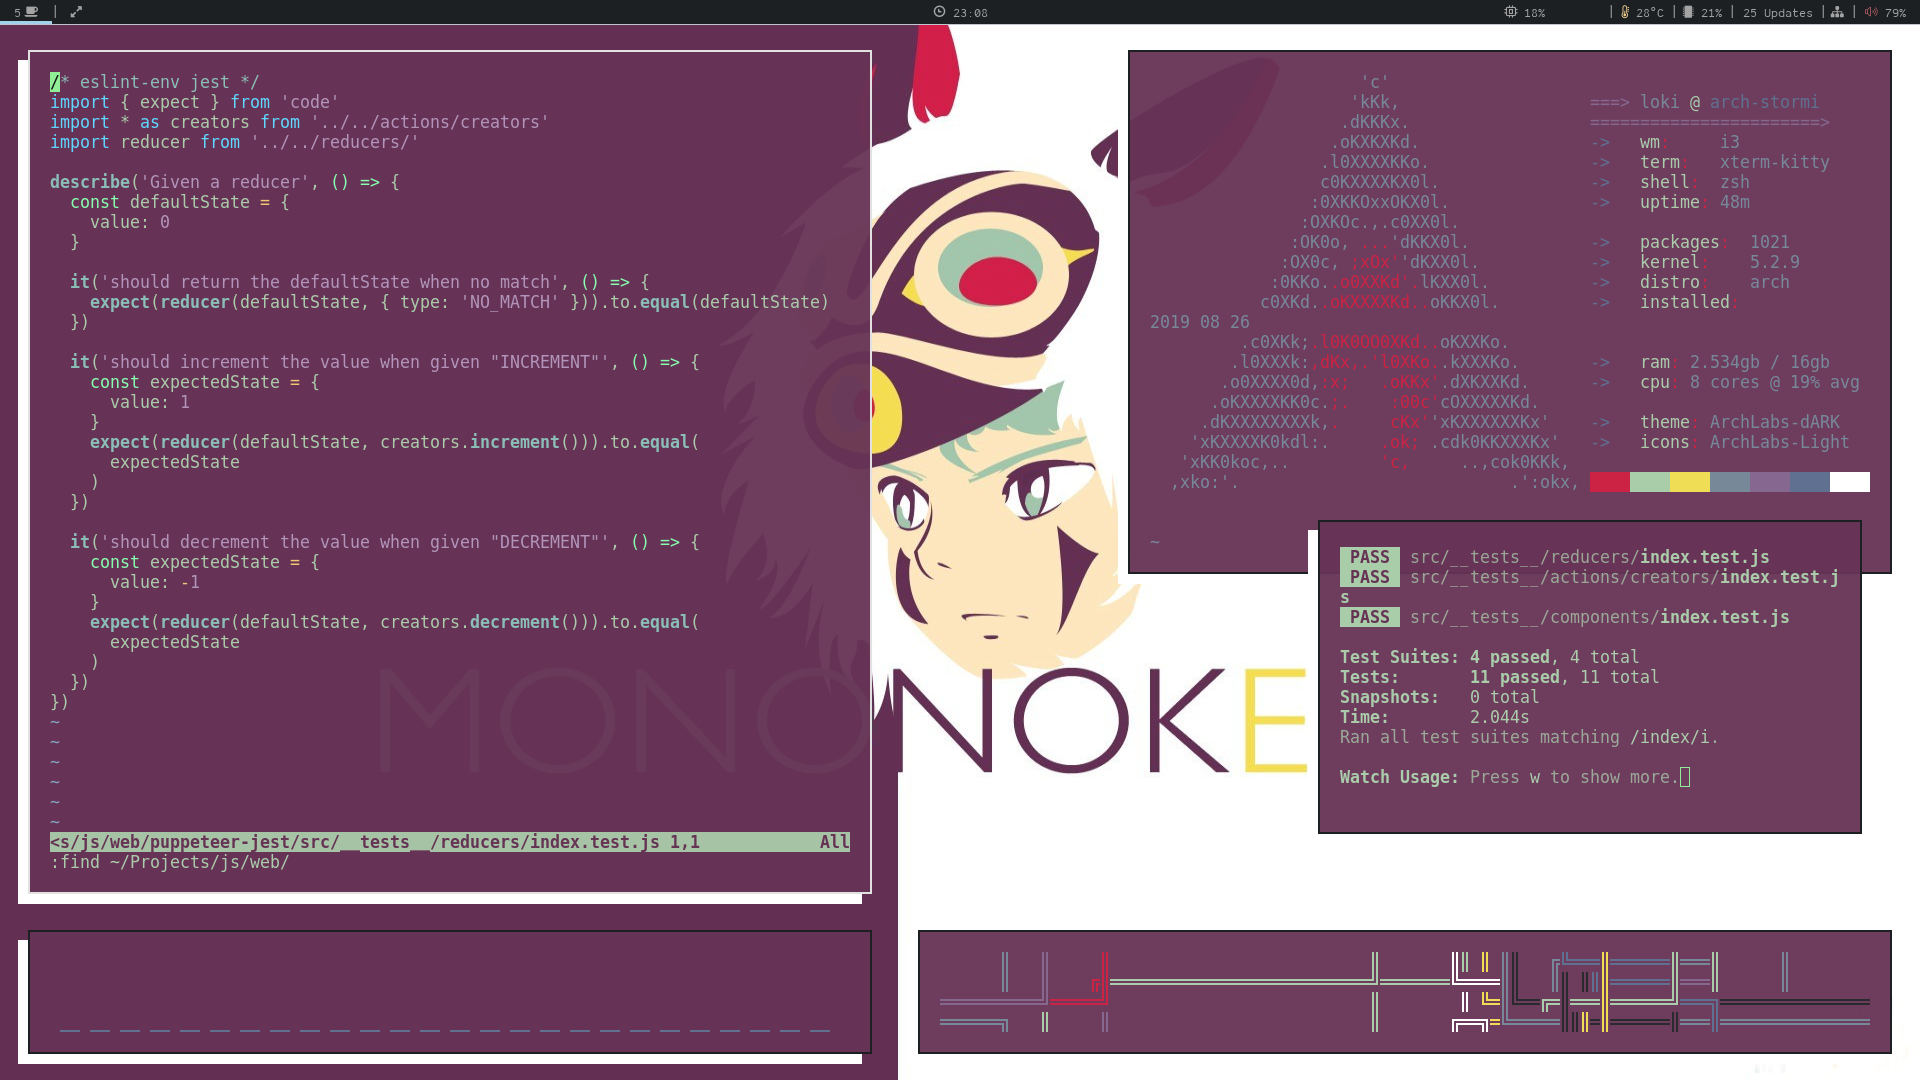 5 | 23:08 18% | 28°C | 21% | 25 Updates | | 79%
/* eslint-env jest */
import { expect } from 'code'
import * as creators from '../../actions/creators'
import reducer from '../../reducers/'
describe('Given a reducer', () => {
  const defaultState = {
    value: 0
  }
  it('should return the defaultState when no match', () => {
    expect(reducer(defaultState, { type: 'NO_MATCH' })).to.equal(defaultState)
  })
  it('should increment the value when given "INCREMENT"', () => {
    const expectedState = {
      value: 1
    }
    expect(reducer(defaultState, creators.increment())).to.equal(
      expectedState
    )
  })
  it('should decrement the value when given "DECREMENT"', () => {
    const expectedState = {
      value: -1
    }
    expect(reducer(defaultState, creators.decrement())).to.equal(
      expectedState
    )
  })
})
~
~
~
~
~
~
<s/js/web/puppeteer-jest/src/__tests__/reducers/index.test.js 1,1 All
:find ~/Projects/js/web/
MONONOKE
===> loki @ arch-stormi
=======================>
-> wm: i3
-> term: xterm-kitty
-> shell: zsh
-> uptime: 48m
-> packages: 1021
-> kernel: 5.2.9
-> distro: arch
-> installed:
2019 08 26
-> ram: 2.534gb / 16gb
-> cpu: 8 cores @ 19% avg
-> theme: ArchLabs-dARK
-> icons: ArchLabs-Light
~
PASS src/__tests__/reducers/index.test.js
PASS src/__tests__/actions/creators/index.test.j
s
PASS src/__tests__/components/index.test.js
Test Suites: 4 passed, 4 total
Tests: 11 passed, 11 total
Snapshots: 0 total
Time: 2.044s
Ran all test suites matching /index/i.
Watch Usage: Press w to show more.